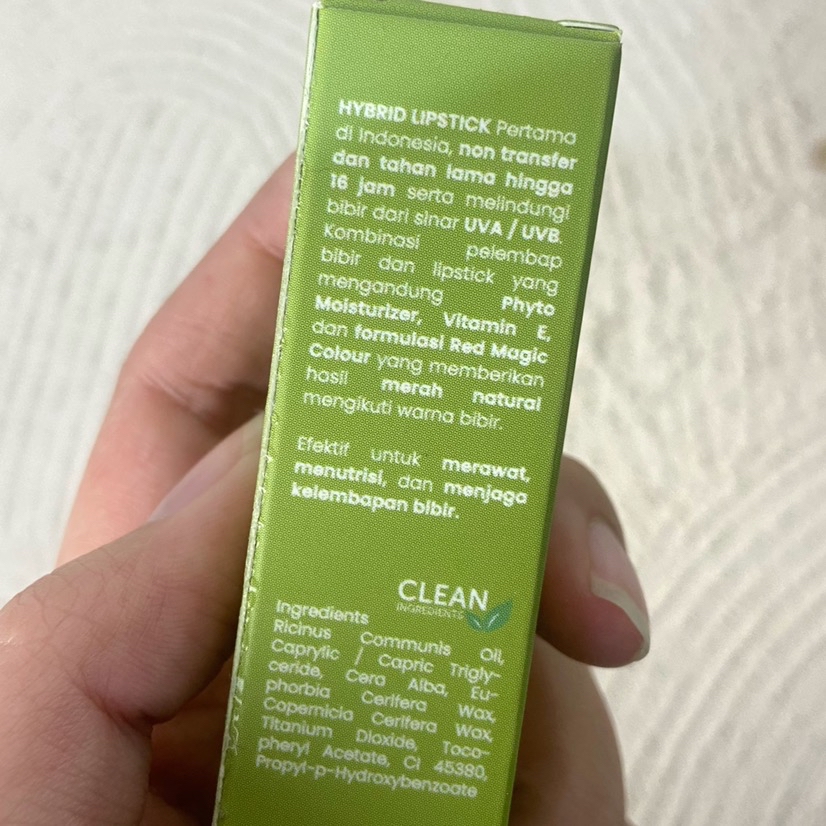 HYBRID LIPSTICK Pertama
di Indonesia, non transfer
dan tahan lama hingga
16 jam serta melindungi
bibir dari sinar UVA / UVB.
Kombinasi pelembap
bibir dan lipstick yang
mengandung Phyto
Moisturizer, Vitamin E,
dan formulasi Red Magic
Colour yang memberikan
hasil merah natural
mengikuti warna bibir.
Efektif untuk merawat,
menutrisi, dan menjaga
kelembapan bibir.
CLEAN
INGREDIENTS
Ingredients
Ricinus Communis Oil,
Caprylic / Capric Trigly-
ceride, Cera Alba, Eu-
phorbia Cerifera Wax,
Copernicia Cerifera Wax,
Titanium Dioxide, Toco-
pheryl Acetate, CI 45380,
Propyl-p-Hydroxybenzoate